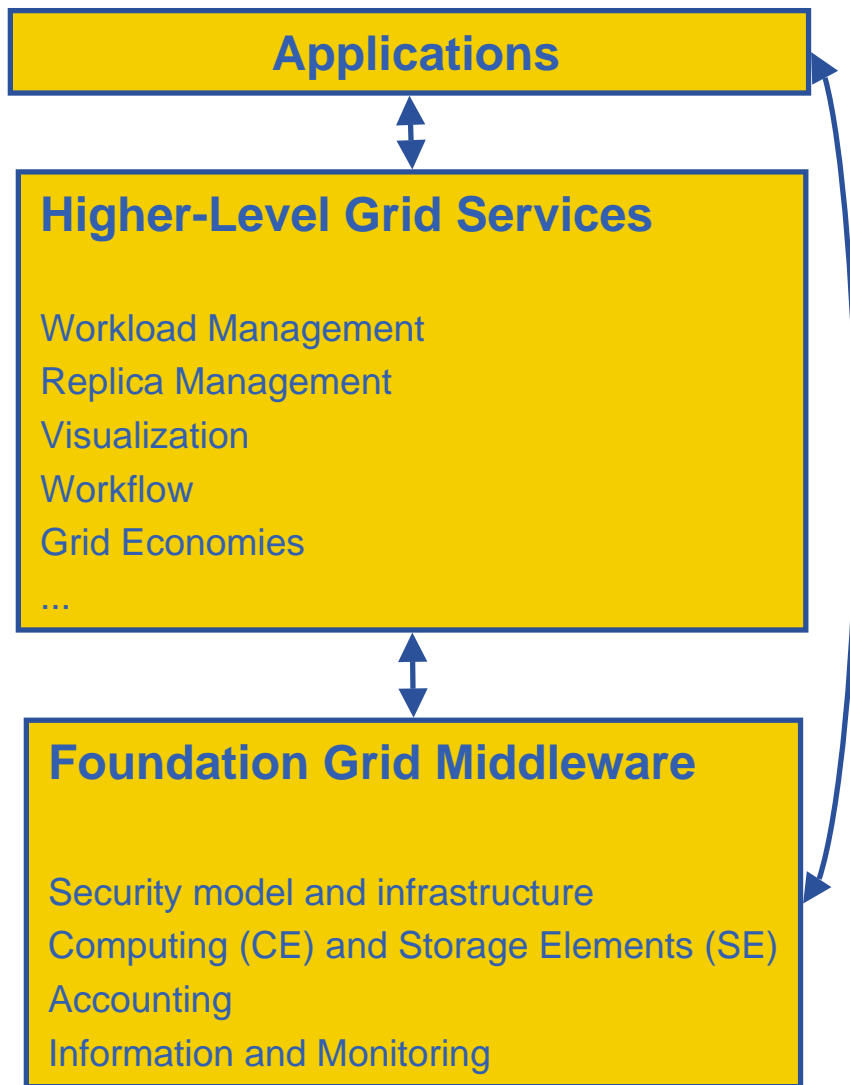 Applications
Higher-Level Grid Services
Workload Management
Replica Management
Visualization
Workflow
Grid Economies
...
Foundation Grid Middleware
Security model and infrastructure
Computing (CE) and Storage Elements (SE)
Accounting
Information and Monitoring